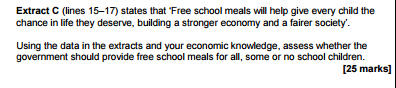 Extract C (lines 15–17) states that ‘Free school meals will help give every child the
chance in life they deserve, building a stronger economy and a fairer society’.
Using the data in the extracts and your economic knowledge, assess whether the
government should provide free school meals for all, some or no school children.
[25 marks]